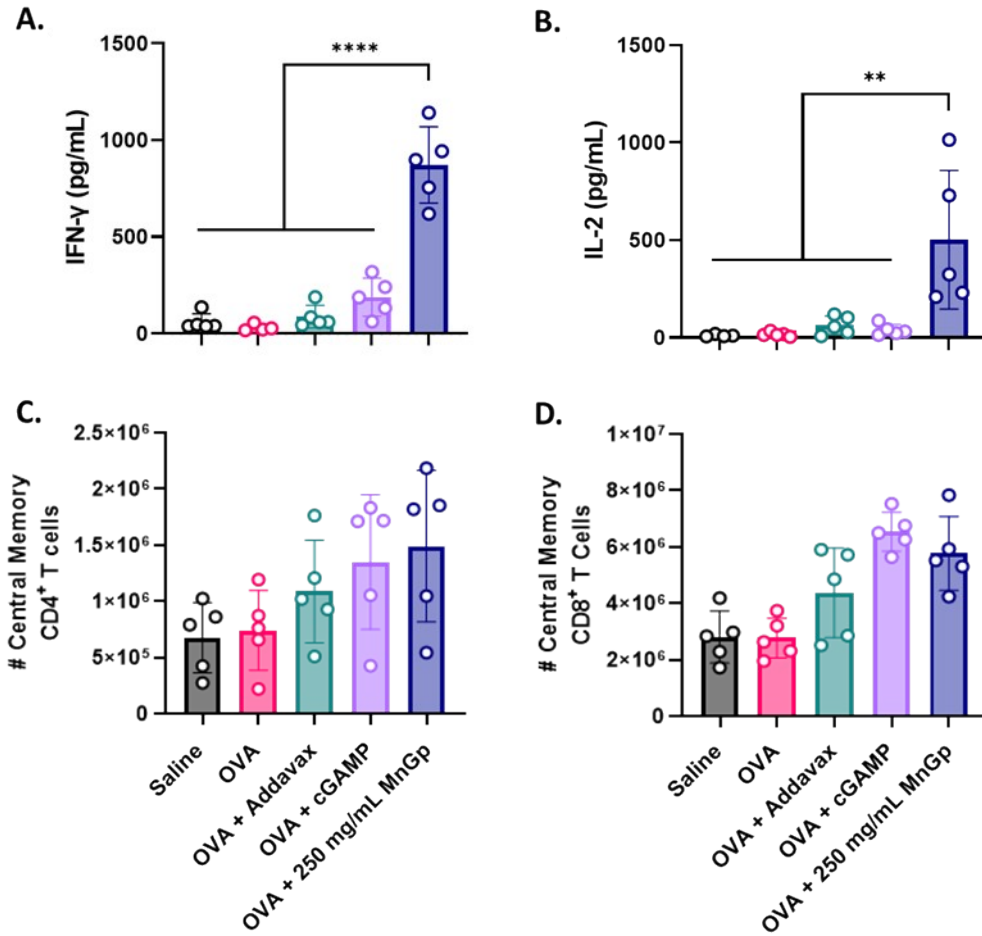 A.
1500
1000
500
0
IFN-γ (pg/mL)
****
B.
1500
1000
500
0
IL-2 (pg/mL)
**
C.
2.5×10⁶
2×10⁶
1.5×10⁶
1×10⁶
5×10⁵
0
# Central Memory
CD4⁺ T cells
Saline
OVA
OVA + Addavax
OVA + cGAMP
OVA + 250 mg/mL MnGp
D.
1×10⁷
8×10⁶
6×10⁶
4×10⁶
2×10⁶
0
# Central Memory
CD8⁺ T Cells
Saline
OVA
OVA + Addavax
OVA + cGAMP
OVA + 250 mg/mL MnGp